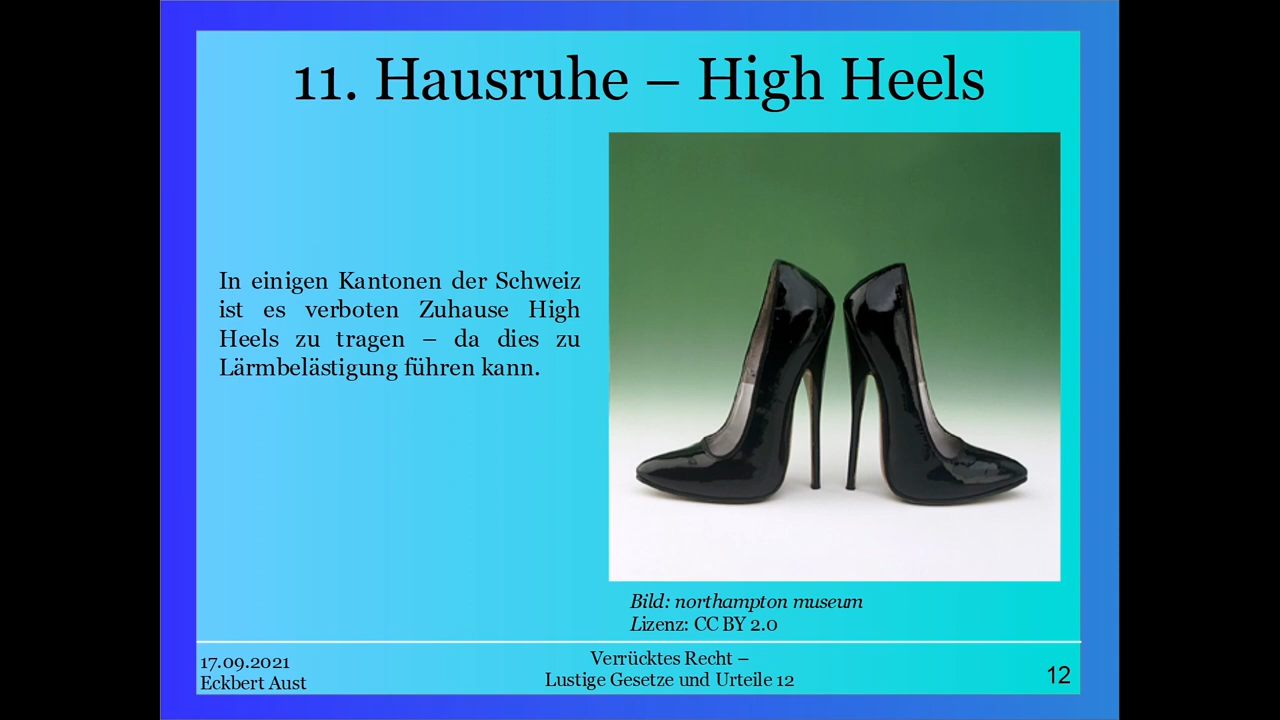 11. Hausruhe – High Heels
In einigen Kantonen der Schweiz
ist es verboten Zuhause High
Heels zu tragen – da dies zu
Lärmbelästigung führen kann.
Bild: northampton museum
Lizenz: CC BY 2.0
17.09.2021
Eckbert Aust
Verrücktes Recht –
Lustige Gesetze und Urteile 12
12